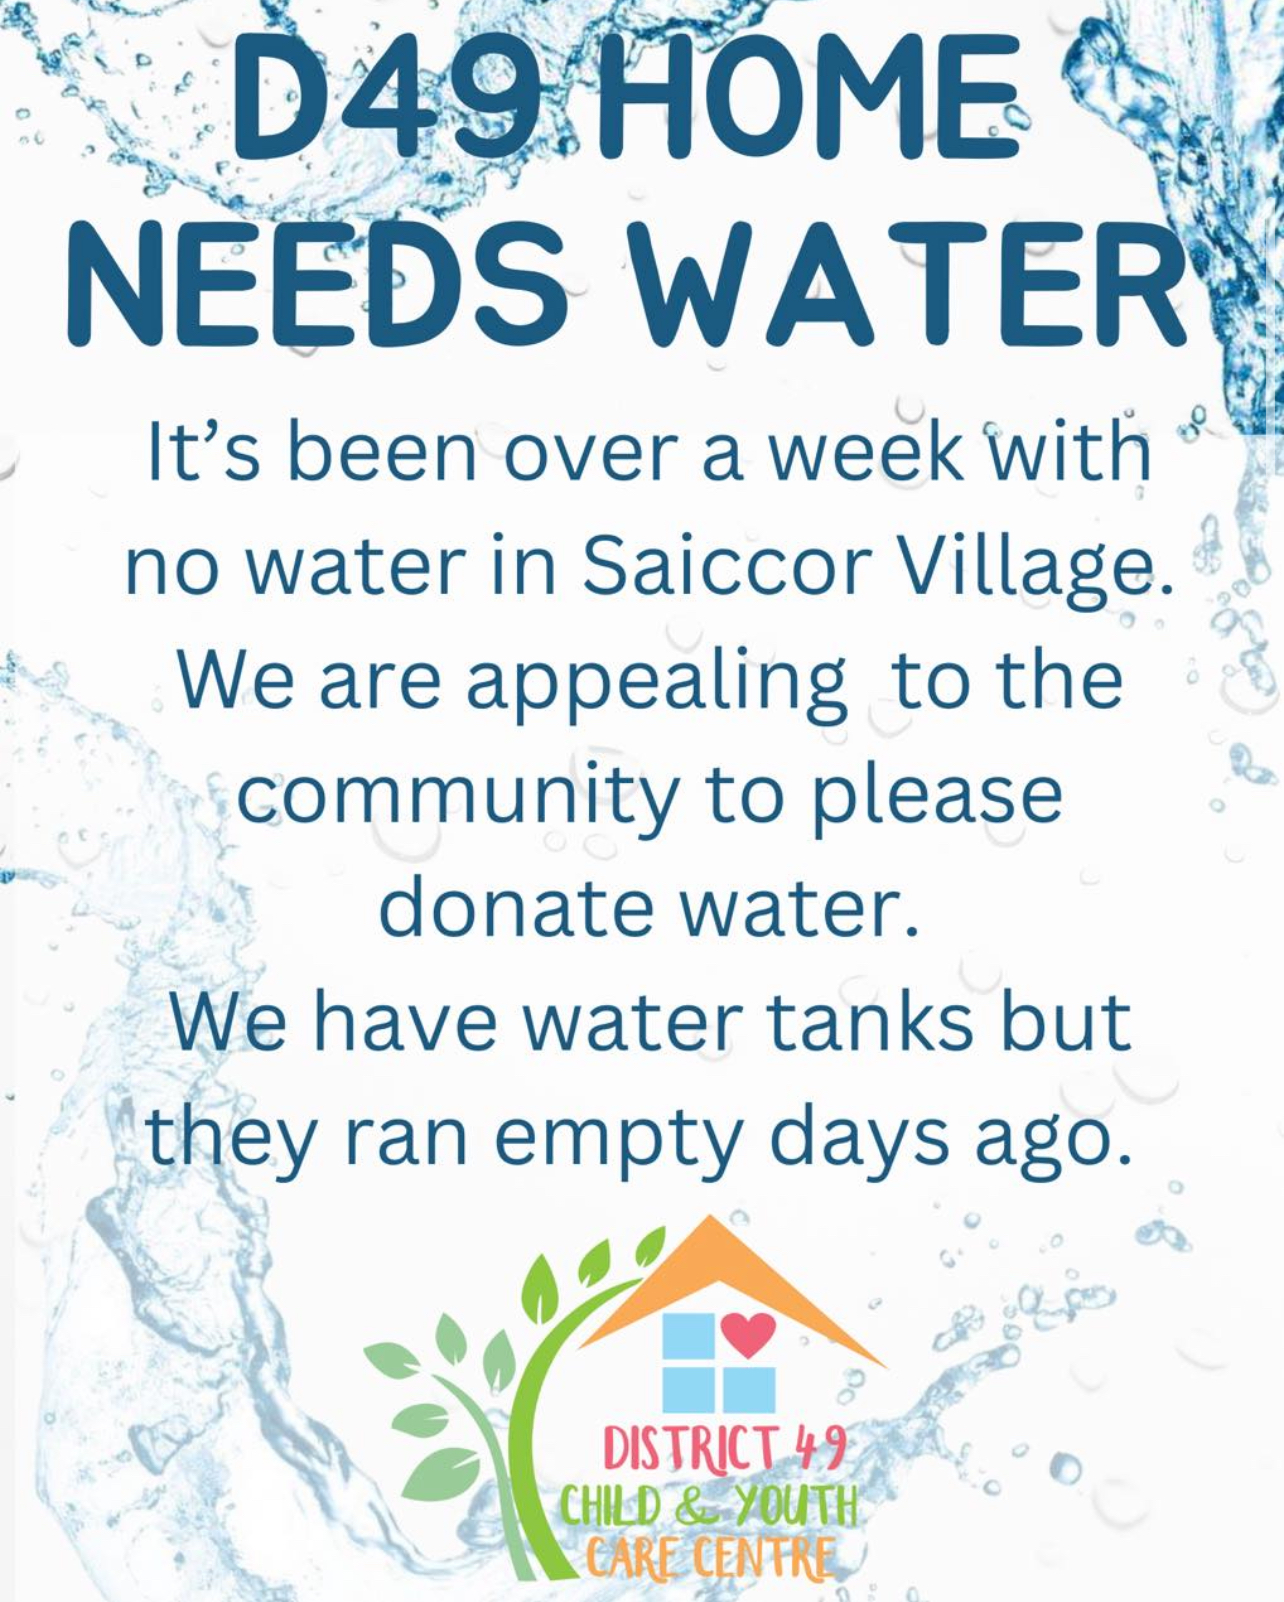 D49 HOME
NEEDS WATER
It’s been over a week with
no water in Saiccor Village.
We are appealing  to the
community to please
donate water.
We have water tanks but
they ran empty days ago.
DISTRICT 49
CHILD & YOUTH
CARE CENTRE